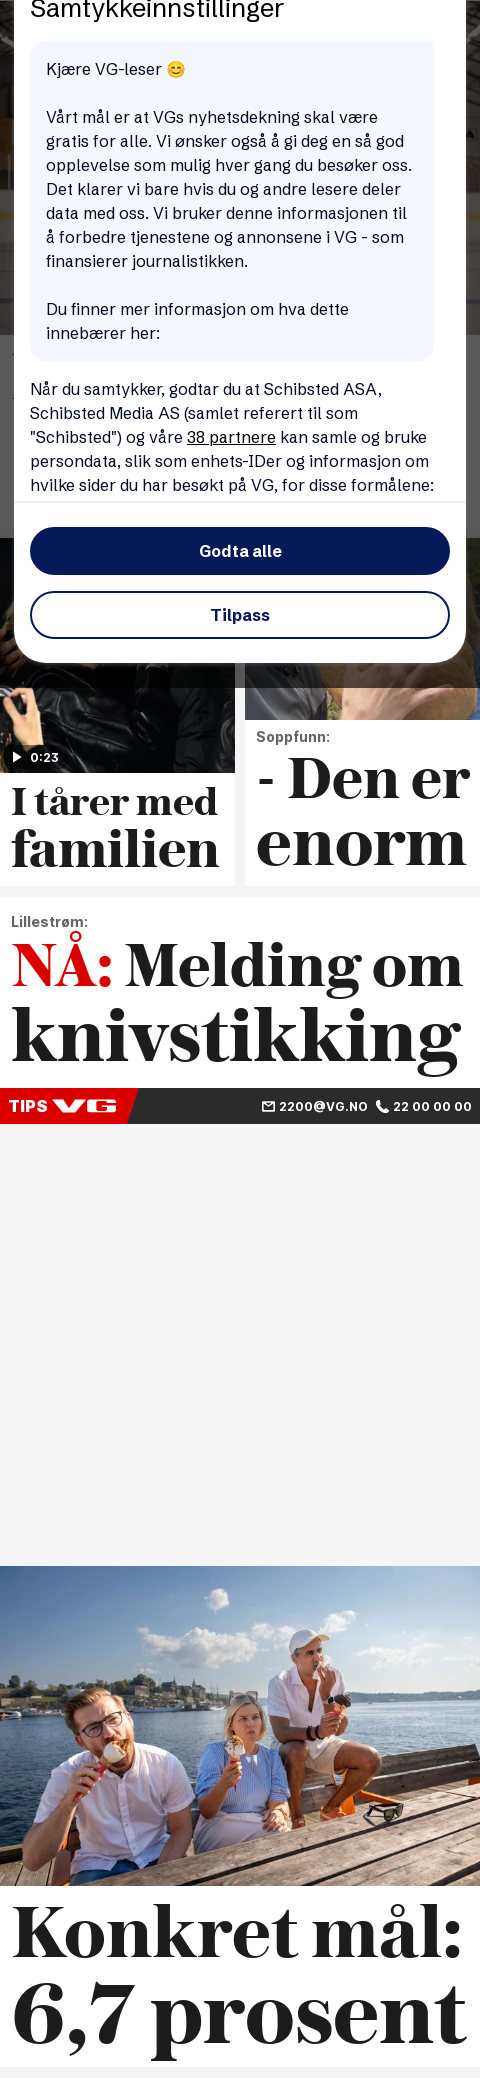 Samtykkeinnstillinger
Kjære VG-leser 😊
Vårt mål er at VGs nyhetsdekning skal være
gratis for alle. Vi ønsker også å gi deg en så god
opplevelse som mulig hver gang du besøker oss.
Det klarer vi bare hvis du og andre lesere deler
data med oss. Vi bruker denne informasjonen til
å forbedre tjenestene og annonsene i VG - som
finansierer journalistikken.
Du finner mer informasjon om hva dette
innebærer her:
Når du samtykker, godtar du at Schibsted ASA,
Schibsted Media AS (samlet referert til som
"Schibsted") og våre 38 partnere kan samle og bruke
persondata, slik som enhets-IDer og informasjon om
hvilke sider du har besøkt på VG, for disse formålene:
Godta alle
Tilpass
0:23
I tårer med
familien
Soppfunn:
- Den er
enorm
Lillestrøm:
NÅ: Melding om
knivstikking
TIPS VG 2200@VG.NO 22 00 00 00
Konkret mål:
6,7 prosent